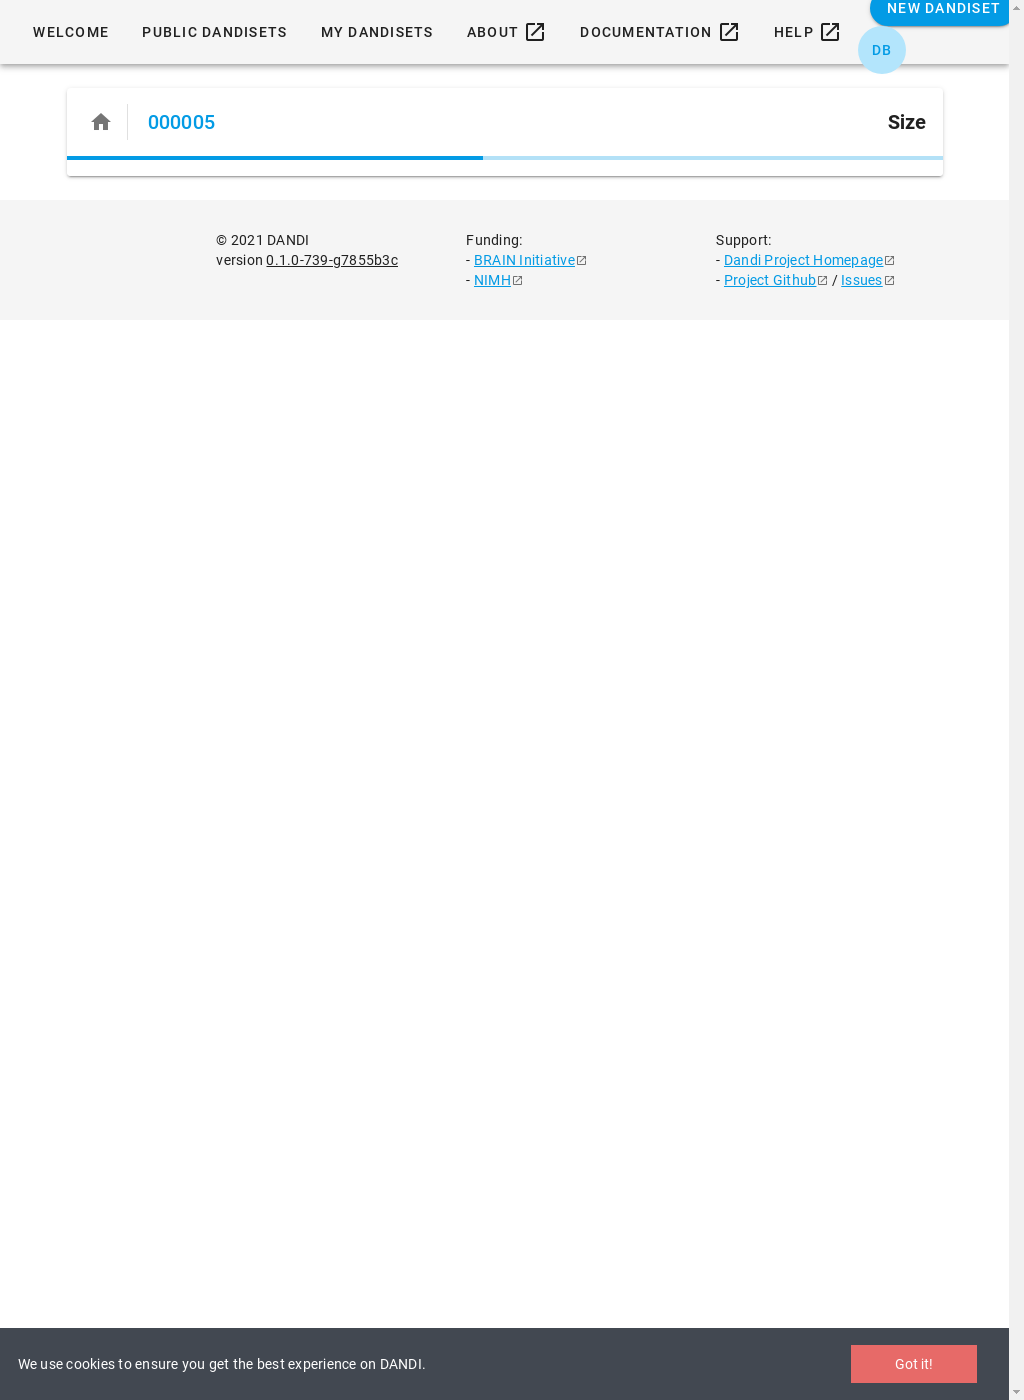 NEW DANDISET
WELCOME PUBLIC DANDISETS MY DANDISETS ABOUT DOCUMENTATION HELP
DB
000005 Size
© 2021 DANDI
version 0.1.0-739-g7855b3c
Funding:
- BRAIN Initiative
- NIMH
Support:
- Dandi Project Homepage
- Project Github / Issues
We use cookies to ensure you get the best experience on DANDI.
Got it!